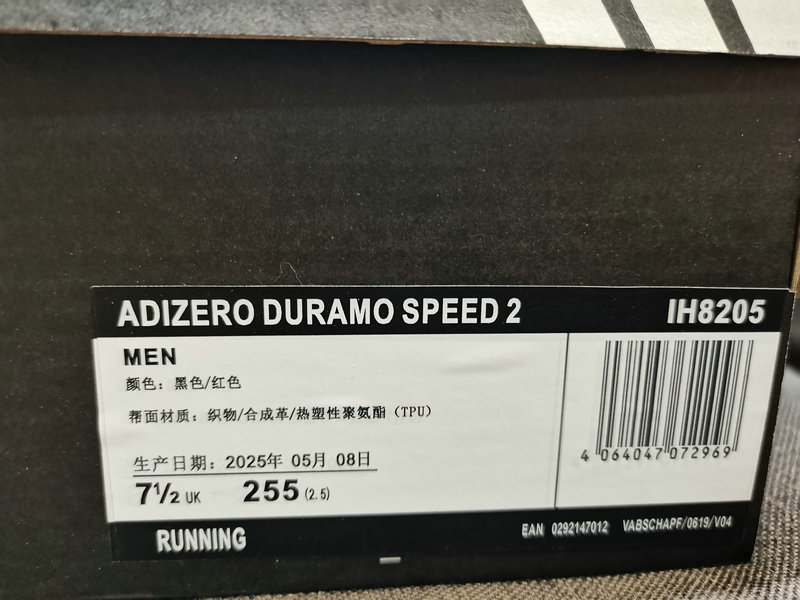 ADIZERO DURAMO SPEED 2 IH8205
MEN
颜色：黑色/红色
帮面材质：织物/合成革/热塑性聚氨酯（TPU）
生产日期：2025年 05月 08日
7½ UK 255 (2.5)
4 064047 072969
RUNNING
EAN 0292147012 VABSCHAPF/0619/V04